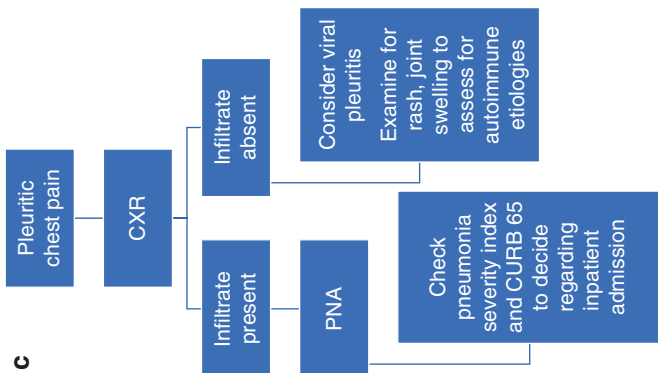 c
Pleuritic
chest pain
CXR
Infiltrate
present
Infiltrate
absent
PNA
Consider viral
pleuritis
Examine for
rash, joint
swelling to
assess for
autoimmune
etiologies
Check
pneumonia
severity index
and CURB 65
to decide
regarding
inpatient
admission